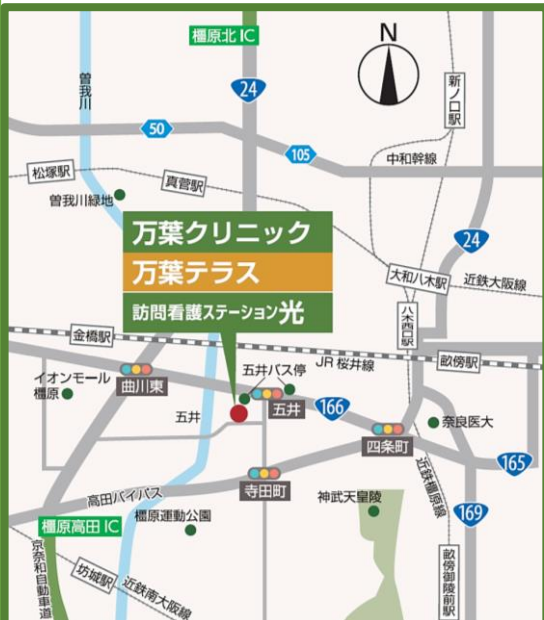 橿原北IC
N
24
曽我川
新ノ口駅
50
105
中和幹線
松塚駅
真菅駅
曽我川緑地
万葉クリニック
万葉テラス
訪問看護ステーション光
24
大和八木駅
近鉄大阪線
八木西口駅
金橋駅
JR桜井線
畝傍駅
イオンモール
橿原
曲川東
五井バス停
五井
五井
166
奈良医大
四条町
165
高田バイパス
寺田町
近鉄橿原線
橿原高田IC
橿原運動公園
神武天皇陵
169
京奈和自動車道
坊城駅
近鉄南大阪線
畝傍御陵前駅